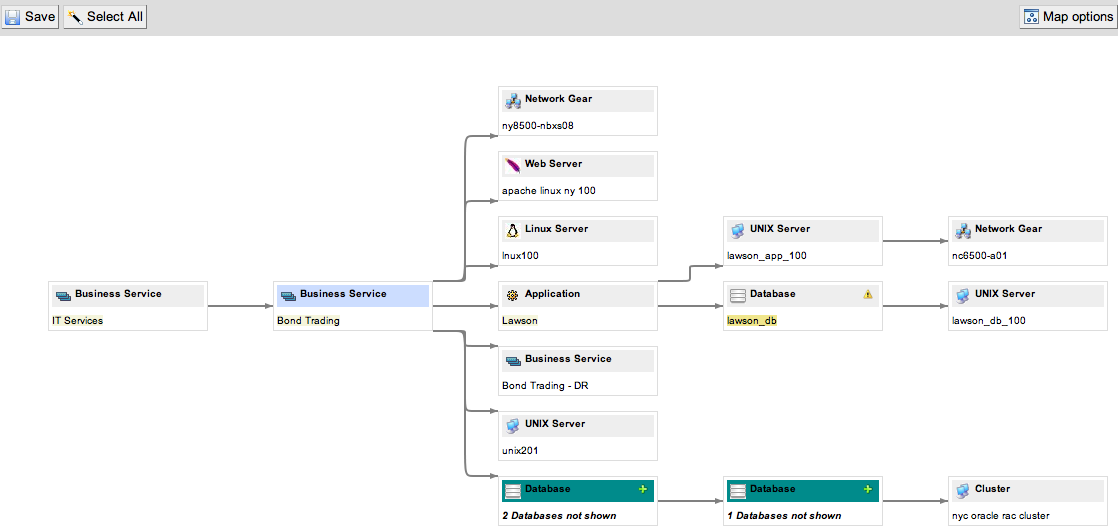 Save
Select All
Map options
Network Gear
ny8500-nbxs08
Web Server
apache linux ny 100
Linux Server
lnux100
UNIX Server
lawson_app_100
Network Gear
nc6500-a01
Business Service
IT Services
Business Service
Bond Trading
Application
Lawson
Database
lawson_db
UNIX Server
lawson_db_100
Business Service
Bond Trading - DR
UNIX Server
unix201
Database
2 Databases not shown
Database
1 Databases not shown
Cluster
nyc oracle rac cluster